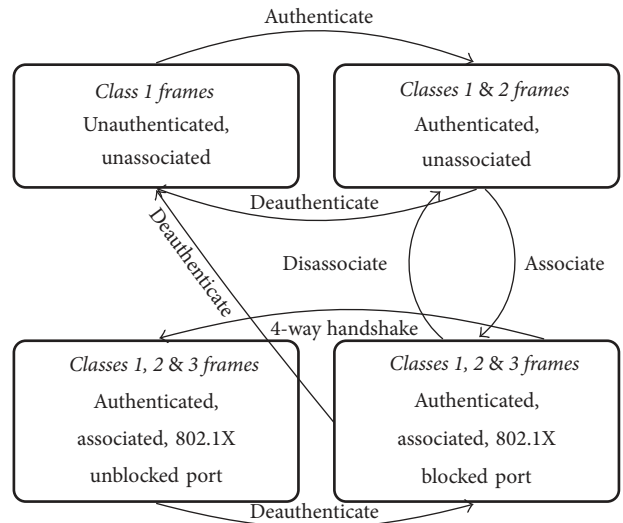 Authenticate
Class 1 frames
Unauthenticated,
unassociated
Classes 1 & 2 frames
Authenticated,
unassociated
Deauthenticate
Deauthenticate
Disassociate
Associate
4-way handshake
Classes 1, 2 & 3 frames
Authenticated,
associated, 802.1X
unblocked port
Classes 1, 2 & 3 frames
Authenticated,
associated, 802.1X
blocked port
Deauthenticate